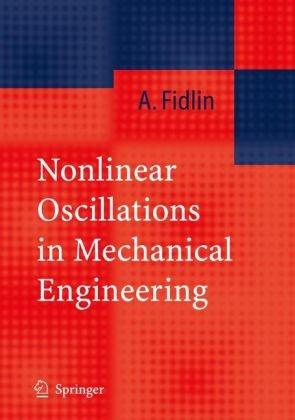 A. Fidlin
Nonlinear
Oscillations
in Mechanical
Engineering
Springer